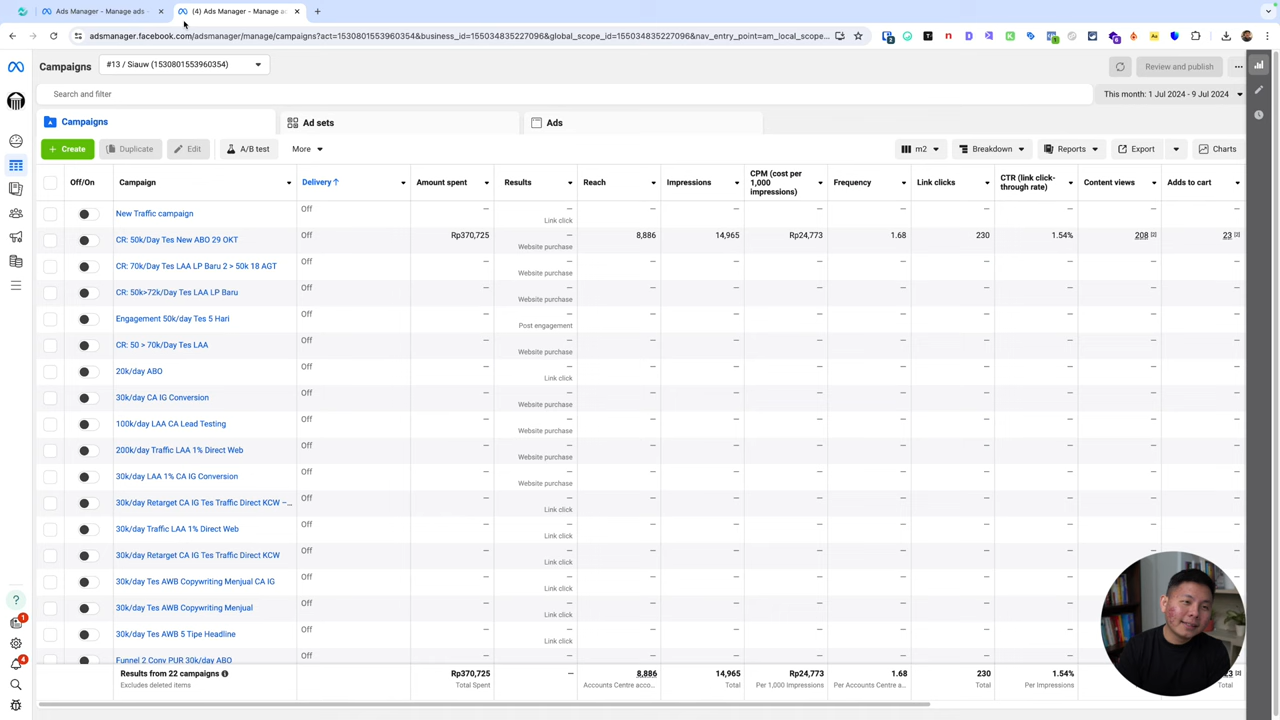 Ads Manager - Manage ads -
(4) Ads Manager - Manage ad
adsmanager.facebook.com/adsmanager/manage/campaigns?act=1530801553960354&business_id=155034835227096&global_scope_id=155034835227096&nav_entry_point=am_local_scope...
Campaigns
#13 / Siauw (1530801553960354)
Review and publish
Search and filter
This month: 1 Jul 2024 - 9 Jul 2024
Campaigns
Ad sets
Ads
+ Create
Duplicate
Edit
A/B test
More
m2
Breakdown
Reports
Export
Charts
Off/On
Campaign
Delivery ↑
Amount spent
Results
Reach
Impressions
CPM (cost per 1,000 impressions)
Frequency
Link clicks
CTR (link click-through rate)
Content views
Adds to cart
New Traffic campaign Off — — — — — — — — — —
Link click
CR: 50k/Day Tes New ABO 29 OKT Off Rp370,725 — 8,886 14,965 Rp24,773 1.68 230 1.54% 208 [2] 23 [2]
Website purchase
CR: 70k/Day Tes LAA LP Baru 2 > 50k 18 AGT Off — — — — — — — — — —
Website purchase
CR: 50k>72k/Day Tes LAA LP Baru Off — — — — — — — — — —
Website purchase
Engagement 50k/day Tes 5 Hari Off — — — — — — — — — —
Post engagement
CR: 50 > 70k/Day Tes LAA Off — — — — — — — — — —
Website purchase
20k/day ABO Off — — — — — — — — — —
Link click
30k/day CA IG Conversion Off — — — — — — — — — —
Website purchase
100k/day LAA CA Lead Testing Off — — — — — — — — — —
Website purchase
200k/day Traffic LAA 1% Direct Web Off — — — — — — — — — —
Website purchase
30k/day LAA 1% CA IG Conversion Off — — — — — — — — — —
Website purchase
30k/day Retarget CA IG Tes Traffic Direct KCW –... Off — — — — — — — — — —
Link click
30k/day Traffic LAA 1% Direct Web Off — — — — — — — — — —
Link click
30k/day Retarget CA IG Tes Traffic Direct KCW Off — — — — — — — — — —
Link click
30k/day Tes AWB Copywriting Menjual CA IG Off — — — — — — — —
Link click
30k/day Tes AWB Copywriting Menjual Off — — — — — — — —
Link click
30k/day Tes AWB 5 Tipe Headline Off — — — — — — — —
Link click
Funnel 2 Conv PUR 30k/day ABO Off — — — — — — — —
Results from 22 campaigns
Rp370,725 — 8,886 14,965 Rp24,773 1.68 230 1.54%
Excludes deleted items
Total Spent
Accounts Centre acco...
Total
Per 1,000 Impressions
Per Accounts Centre a...
Total
Per Impressions
Total